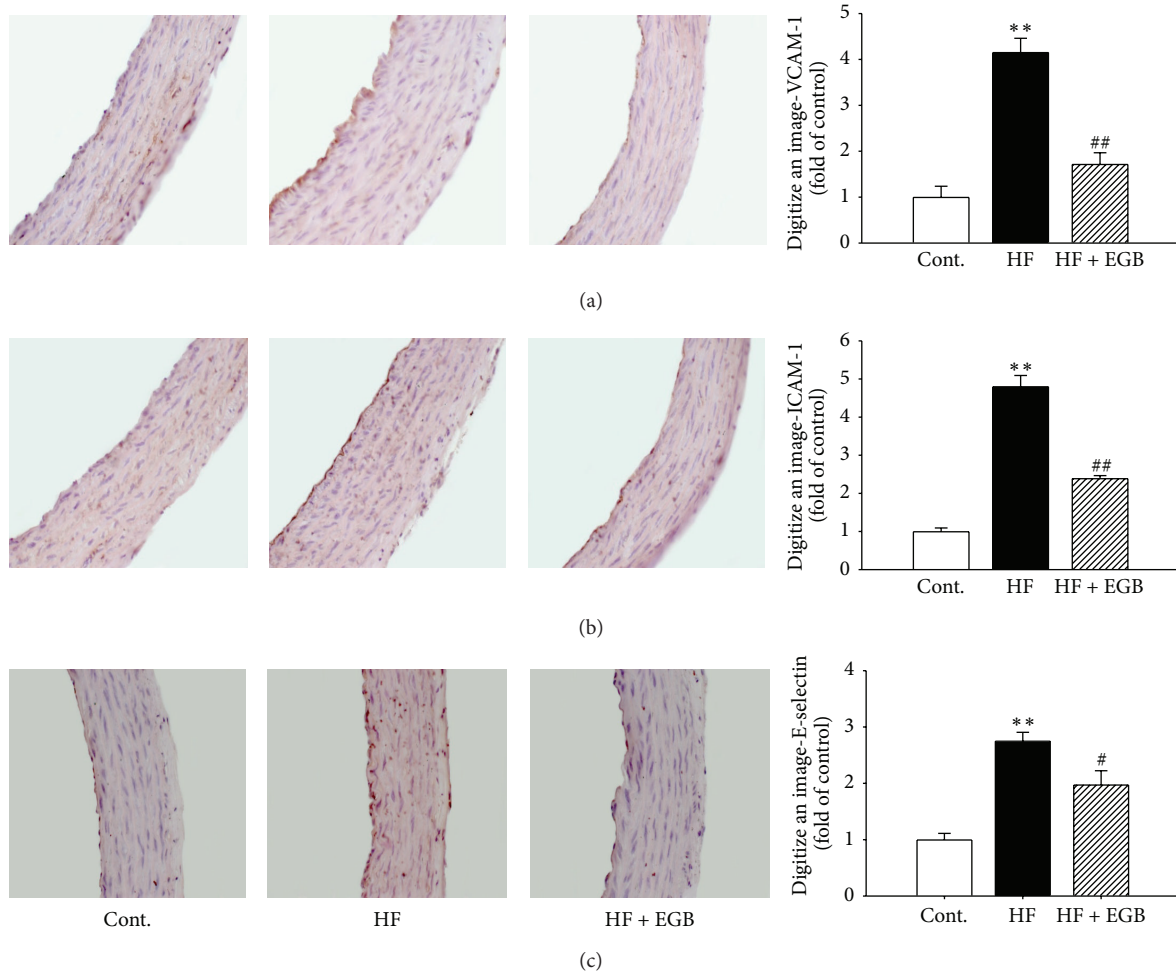 Digitize an image-VCAM-1
(fold of control)
5
4
3
2
1
0
**
##
Cont.
HF
HF + EGB
(a)
Digitize an image-ICAM-1
(fold of control)
6
5
4
3
2
1
0
**
##
Cont.
HF
HF + EGB
(b)
Digitize an image-E-selectin
(fold of control)
4
3
2
1
0
**
#
Cont.
HF
HF + EGB
Cont.
HF
HF + EGB
(c)